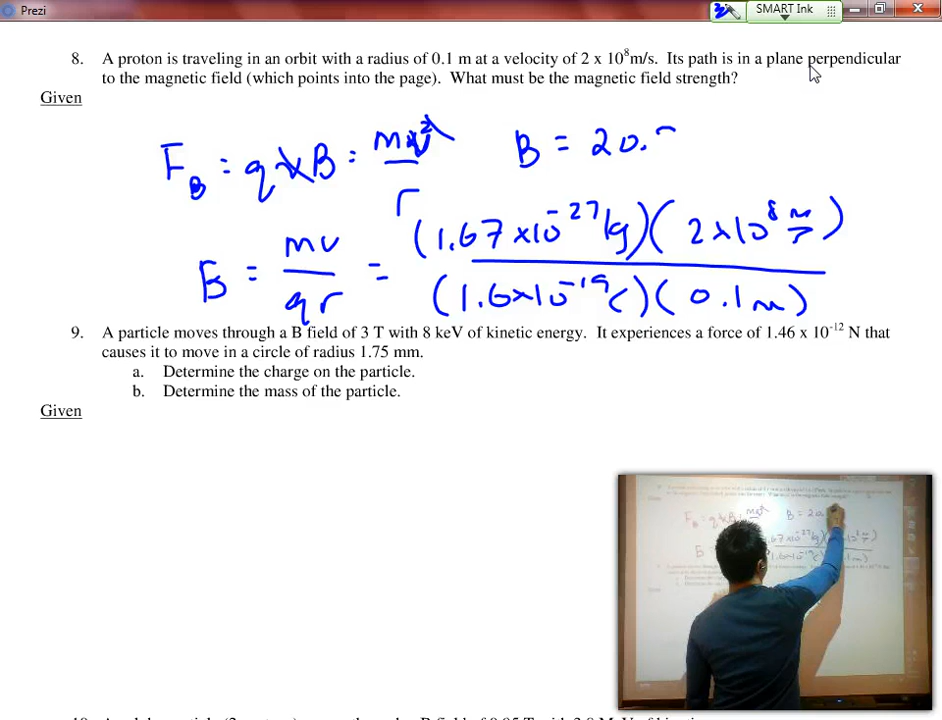 Prezi
SMART Ink
8. A proton is traveling in an orbit with a radius of 0.1 m at a velocity of 2 x 10⁸m/s. Its path is in a plane perpendicular
to the magnetic field (which points into the page). What must be the magnetic field strength?
Given
F_B = qvB = mv²/r
B = 20.
B = mv/qr = (1.67x10⁻²⁷kg)(2x10⁸ m/s)/(1.6x10⁻¹⁹C)(0.1m)
9. A particle moves through a B field of 3 T with 8 keV of kinetic energy. It experiences a force of 1.46 x 10⁻¹² N that
causes it to move in a circle of radius 1.75 mm.
a. Determine the charge on the particle.
b. Determine the mass of the particle.
Given